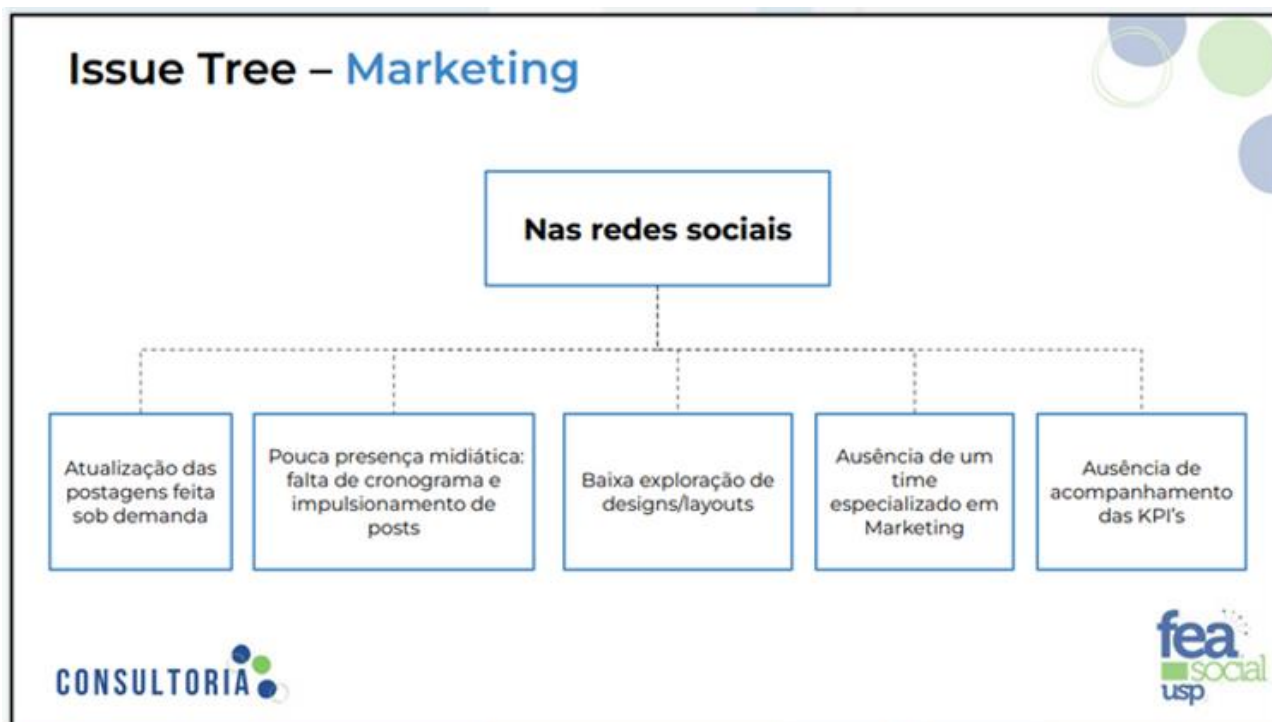 Issue Tree – Marketing
Nas redes sociais
Atualização das
postagens feita
sob demanda
Pouca presença midiática:
falta de cronograma e
impulsionamento de
posts
Baixa exploração de
designs/layouts
Ausência de um
time
especializado em
Marketing
Ausência de
acompanhamento
das KPI's
CONSULTORIA
fea
social
usp